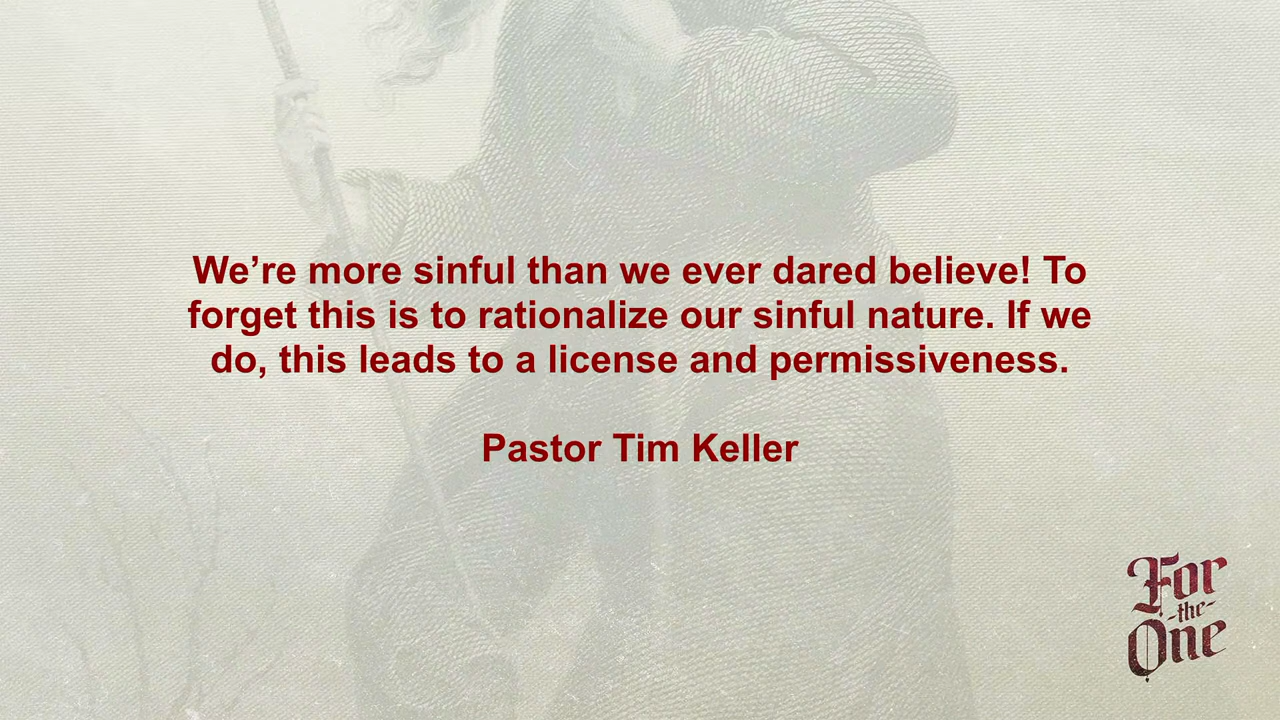 We’re more sinful than we ever dared believe! To
forget this is to rationalize our sinful nature. If we
do, this leads to a license and permissiveness.
Pastor Tim Keller
For
-the-
One